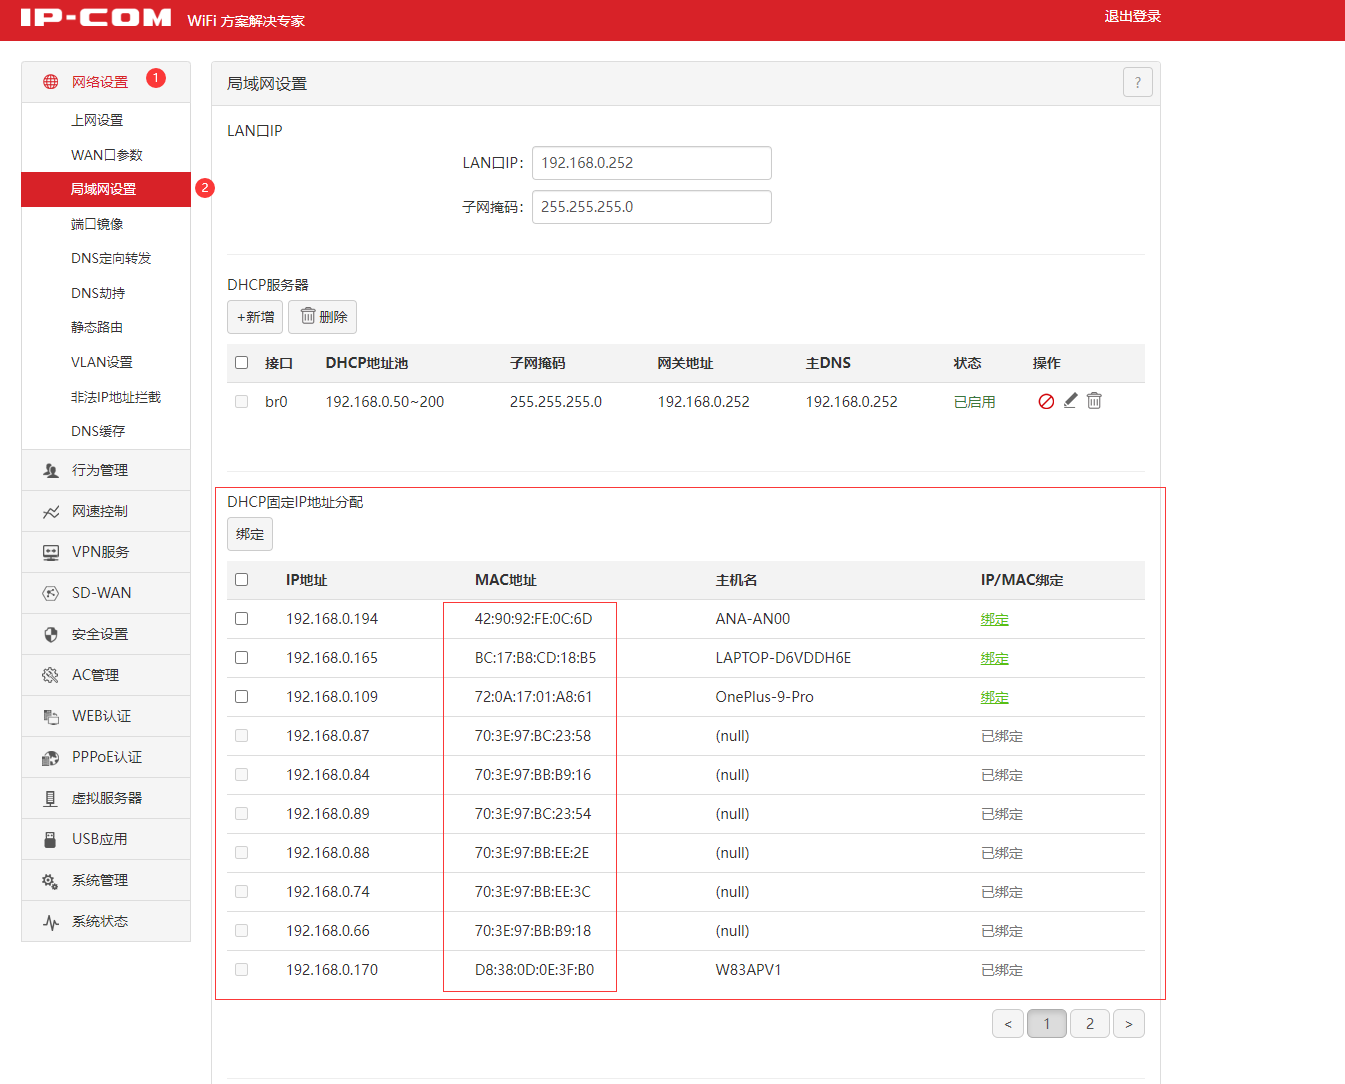 IP-COM WiFi 方案解决专家 退出登录
网络设置 1
上网设置
WAN口参数
局域网设置 2
端口镜像
DNS定向转发
DNS劫持
静态路由
VLAN设置
非法IP地址拦截
DNS缓存
行为管理
网速控制
VPN服务
SD-WAN
安全设置
AC管理
WEB认证
PPPoE认证
虚拟服务器
USB应用
系统管理
系统状态
局域网设置 ?
LAN口IP
LAN口IP: 192.168.0.252
子网掩码: 255.255.255.0
DHCP服务器
+新增 删除
接口 DHCP地址池 子网掩码 网关地址 主DNS 状态 操作
br0 192.168.0.50~200 255.255.255.0 192.168.0.252 192.168.0.252 已启用
DHCP固定IP地址分配
绑定
IP地址 MAC地址 主机名 IP/MAC绑定
192.168.0.194 42:90:92:FE:0C:6D ANA-AN00 绑定
192.168.0.165 BC:17:B8:CD:18:B5 LAPTOP-D6VDDH6E 绑定
192.168.0.109 72:0A:17:01:A8:61 OnePlus-9-Pro 绑定
192.168.0.87 70:3E:97:BC:23:58 (null) 已绑定
192.168.0.84 70:3E:97:BB:B9:16 (null) 已绑定
192.168.0.89 70:3E:97:BC:23:54 (null) 已绑定
192.168.0.88 70:3E:97:BB:EE:2E (null) 已绑定
192.168.0.74 70:3E:97:BB:EE:3C (null) 已绑定
192.168.0.66 70:3E:97:BB:B9:18 (null) 已绑定
192.168.0.170 D8:38:0D:0E:3F:B0 W83APV1 已绑定
< 1 2 >